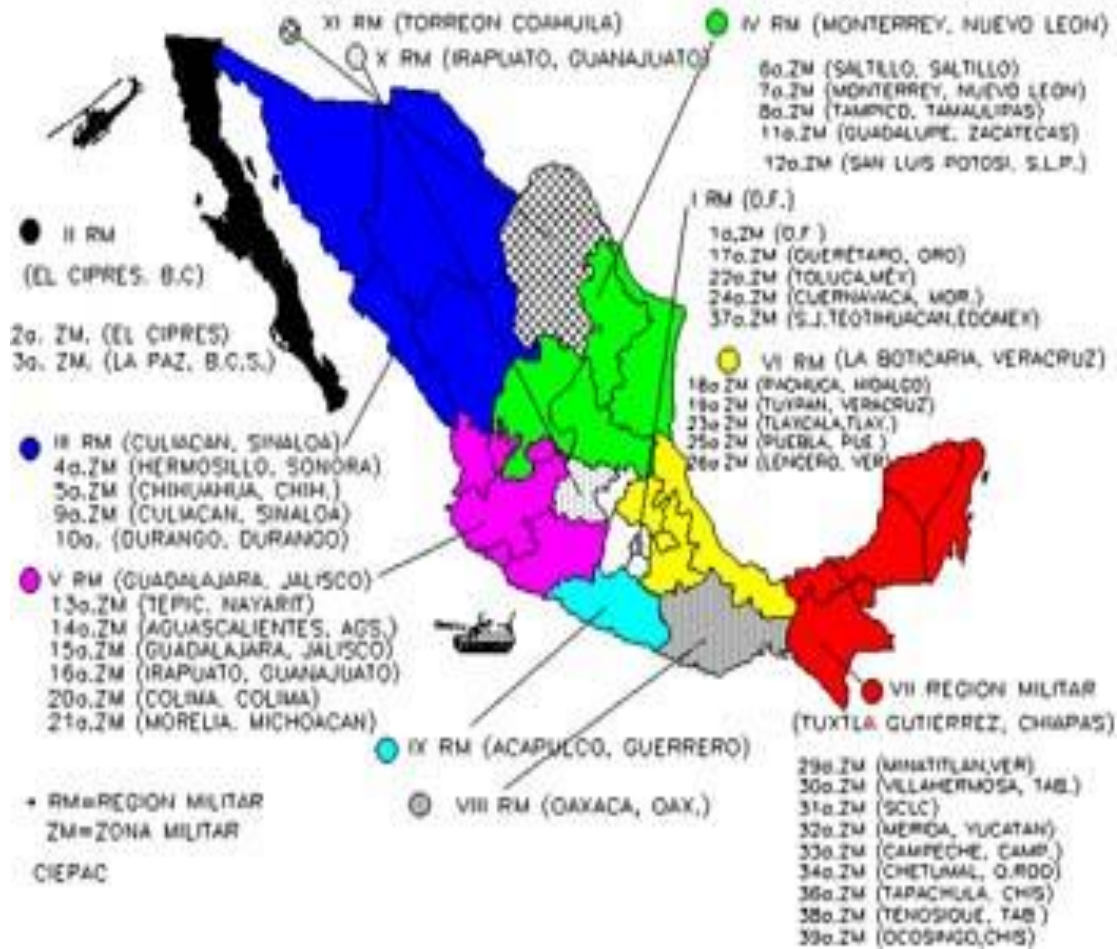 XI RM (TORREON COAHUILA)
X RM (IRAPUATO, GUANAJUATO)
IV RM (MONTERREY, NUEVO LEON)
6a.ZM (SALTILLO, SALTILLO)
7a.ZM (MONTERREY, NUEVO LEON)
8a.ZM (TAMPICO, TAMAULIPAS)
11a.ZM (GUADALUPE, ZACATECAS)
12a.ZM (SAN LUIS POTOSI, S.L.P.)
I RM (D.F.)
1a.ZM (D.F)
17a.ZM (QUERÉTARO, QRO)
22a.ZM (TOLUCA,MÉX)
24a.ZM (CUERNAVACA, MOR.)
37a.ZM (S.J.TEOTIHUACAN,EDOMEX)
VI RM (LA BOTICARIA, VERACRUZ)
18a ZM (PACHUCA, HIDALGO)
19a ZM (TUXPAN, VERACRUZ)
23a ZM (TLAXCALA,TLAX.)
25a ZM (PUEBLA, PUE.)
26a ZM (LENCERO, VER)
II RM
(EL CIPRES, B.C)
2a. ZM. (EL CIPRES)
3a. ZM. (LA PAZ, B.C.S.)
III RM (CULIACAN, SINALOA)
4a.ZM (HERMOSILLO, SONORA)
5a.ZM (CHIHUAHUA, CHIH.)
9a.ZM (CULIACAN, SINALOA)
10a. (DURANGO, DURANGO)
V RM (GUADALAJARA, JALISCO)
13a.ZM (TEPIC, NAYARIT)
14a.ZM (AGUASCALIENTES, AGS.)
15a.ZM (GUADALAJARA, JALISCO)
16a.ZM (IRAPUATO, GUANAJUATO)
20a.ZM (COLIMA, COLIMA)
21a.ZM (MORELIA, MICHOACAN)
IX RM (ACAPULCO, GUERRERO)
VIII RM (OAXACA, OAX.)
VII REGION MILITAR
(TUXTLA GUTIERREZ, CHIAPAS)
29a.ZM (MINATITLAN,VER)
30a.ZM (VILLAHERMOSA, TAB.)
31a.ZM (SCLC)
32a.ZM (MERIDA, YUCATAN)
33a.ZM (CAMPECHE, CAMP.)
34a.ZM (CHETUMAL, Q.ROO)
36a.ZM (TAPACHULA, CHIS)
38a.ZM (TENOSIQUE, TAB.)
39a.ZM (OCOSINGO,CHIS)
* RM=REGION MILITAR
ZM=ZONA MILITAR
CIEPAC